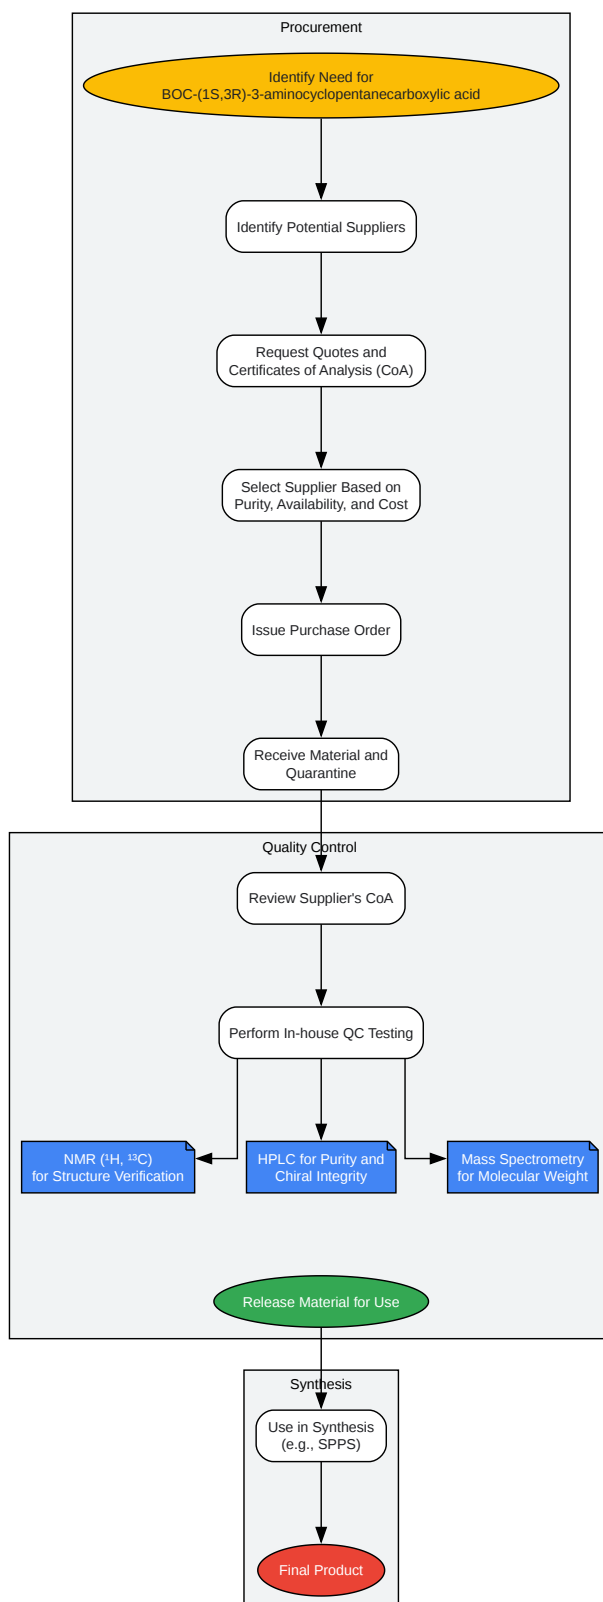 Procurement
Identify Need for
BOC-(1S,3R)-3-aminocyclopentanecarboxylic acid
Identify Potential Suppliers
Request Quotes and
Certificates of Analysis (CoA)
Select Supplier Based on
Purity, Availability, and Cost
Issue Purchase Order
Receive Material and
Quarantine
Quality Control
Review Supplier's CoA
Perform In-house QC Testing
NMR (¹H, ¹³C)
for Structure Verification
HPLC for Purity and
Chiral Integrity
Mass Spectrometry
for Molecular Weight
Release Material for Use
Synthesis
Use in Synthesis
(e.g., SPPS)
Final Product